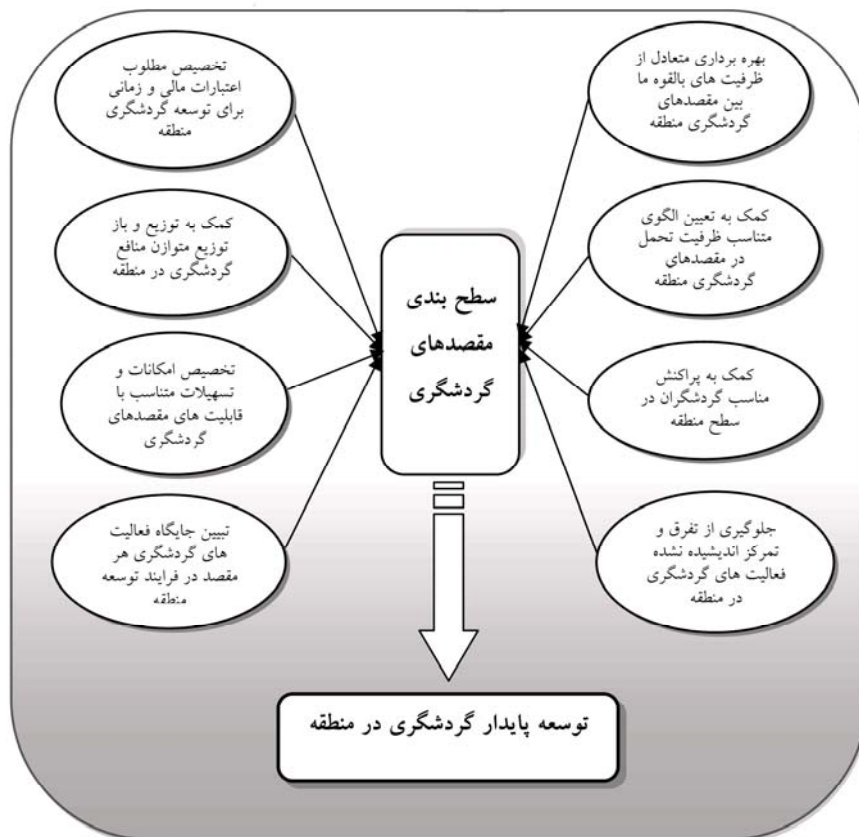 بهره برداری متعادل از
ظرفیت های بالقوه ما
بین مقصدهای
گردشگری منطقه
کمک به تعیین الگوی
متناسب ظرفیت تحمل
در مقصدهای
گردشگری منطقه
کمک به پراکنش
مناسب گردشگران در
سطح منطقه
جلوگیری از تفرق و
تمرکز اندیشیده نشده
فعالیت های گردشگری
در منطقه
سطح بندی
مقصدهای
گردشگری
تخصیص مطلوب
اعتبارات مالی و زمانی
برای توسعه گردشگری
منطقه
کمک به توزیع و باز
توزیع متوازن منافع
گردشگری در منطقه
تخصیص امکانات و
تسهیلات متناسب با
قابلیت های مقصدهای
گردشگری
تبیین جایگاه فعالیت
های گردشگری هر
مقصد در فرایند توسعه
منطقه
توسعه پایدار گردشگری در منطقه